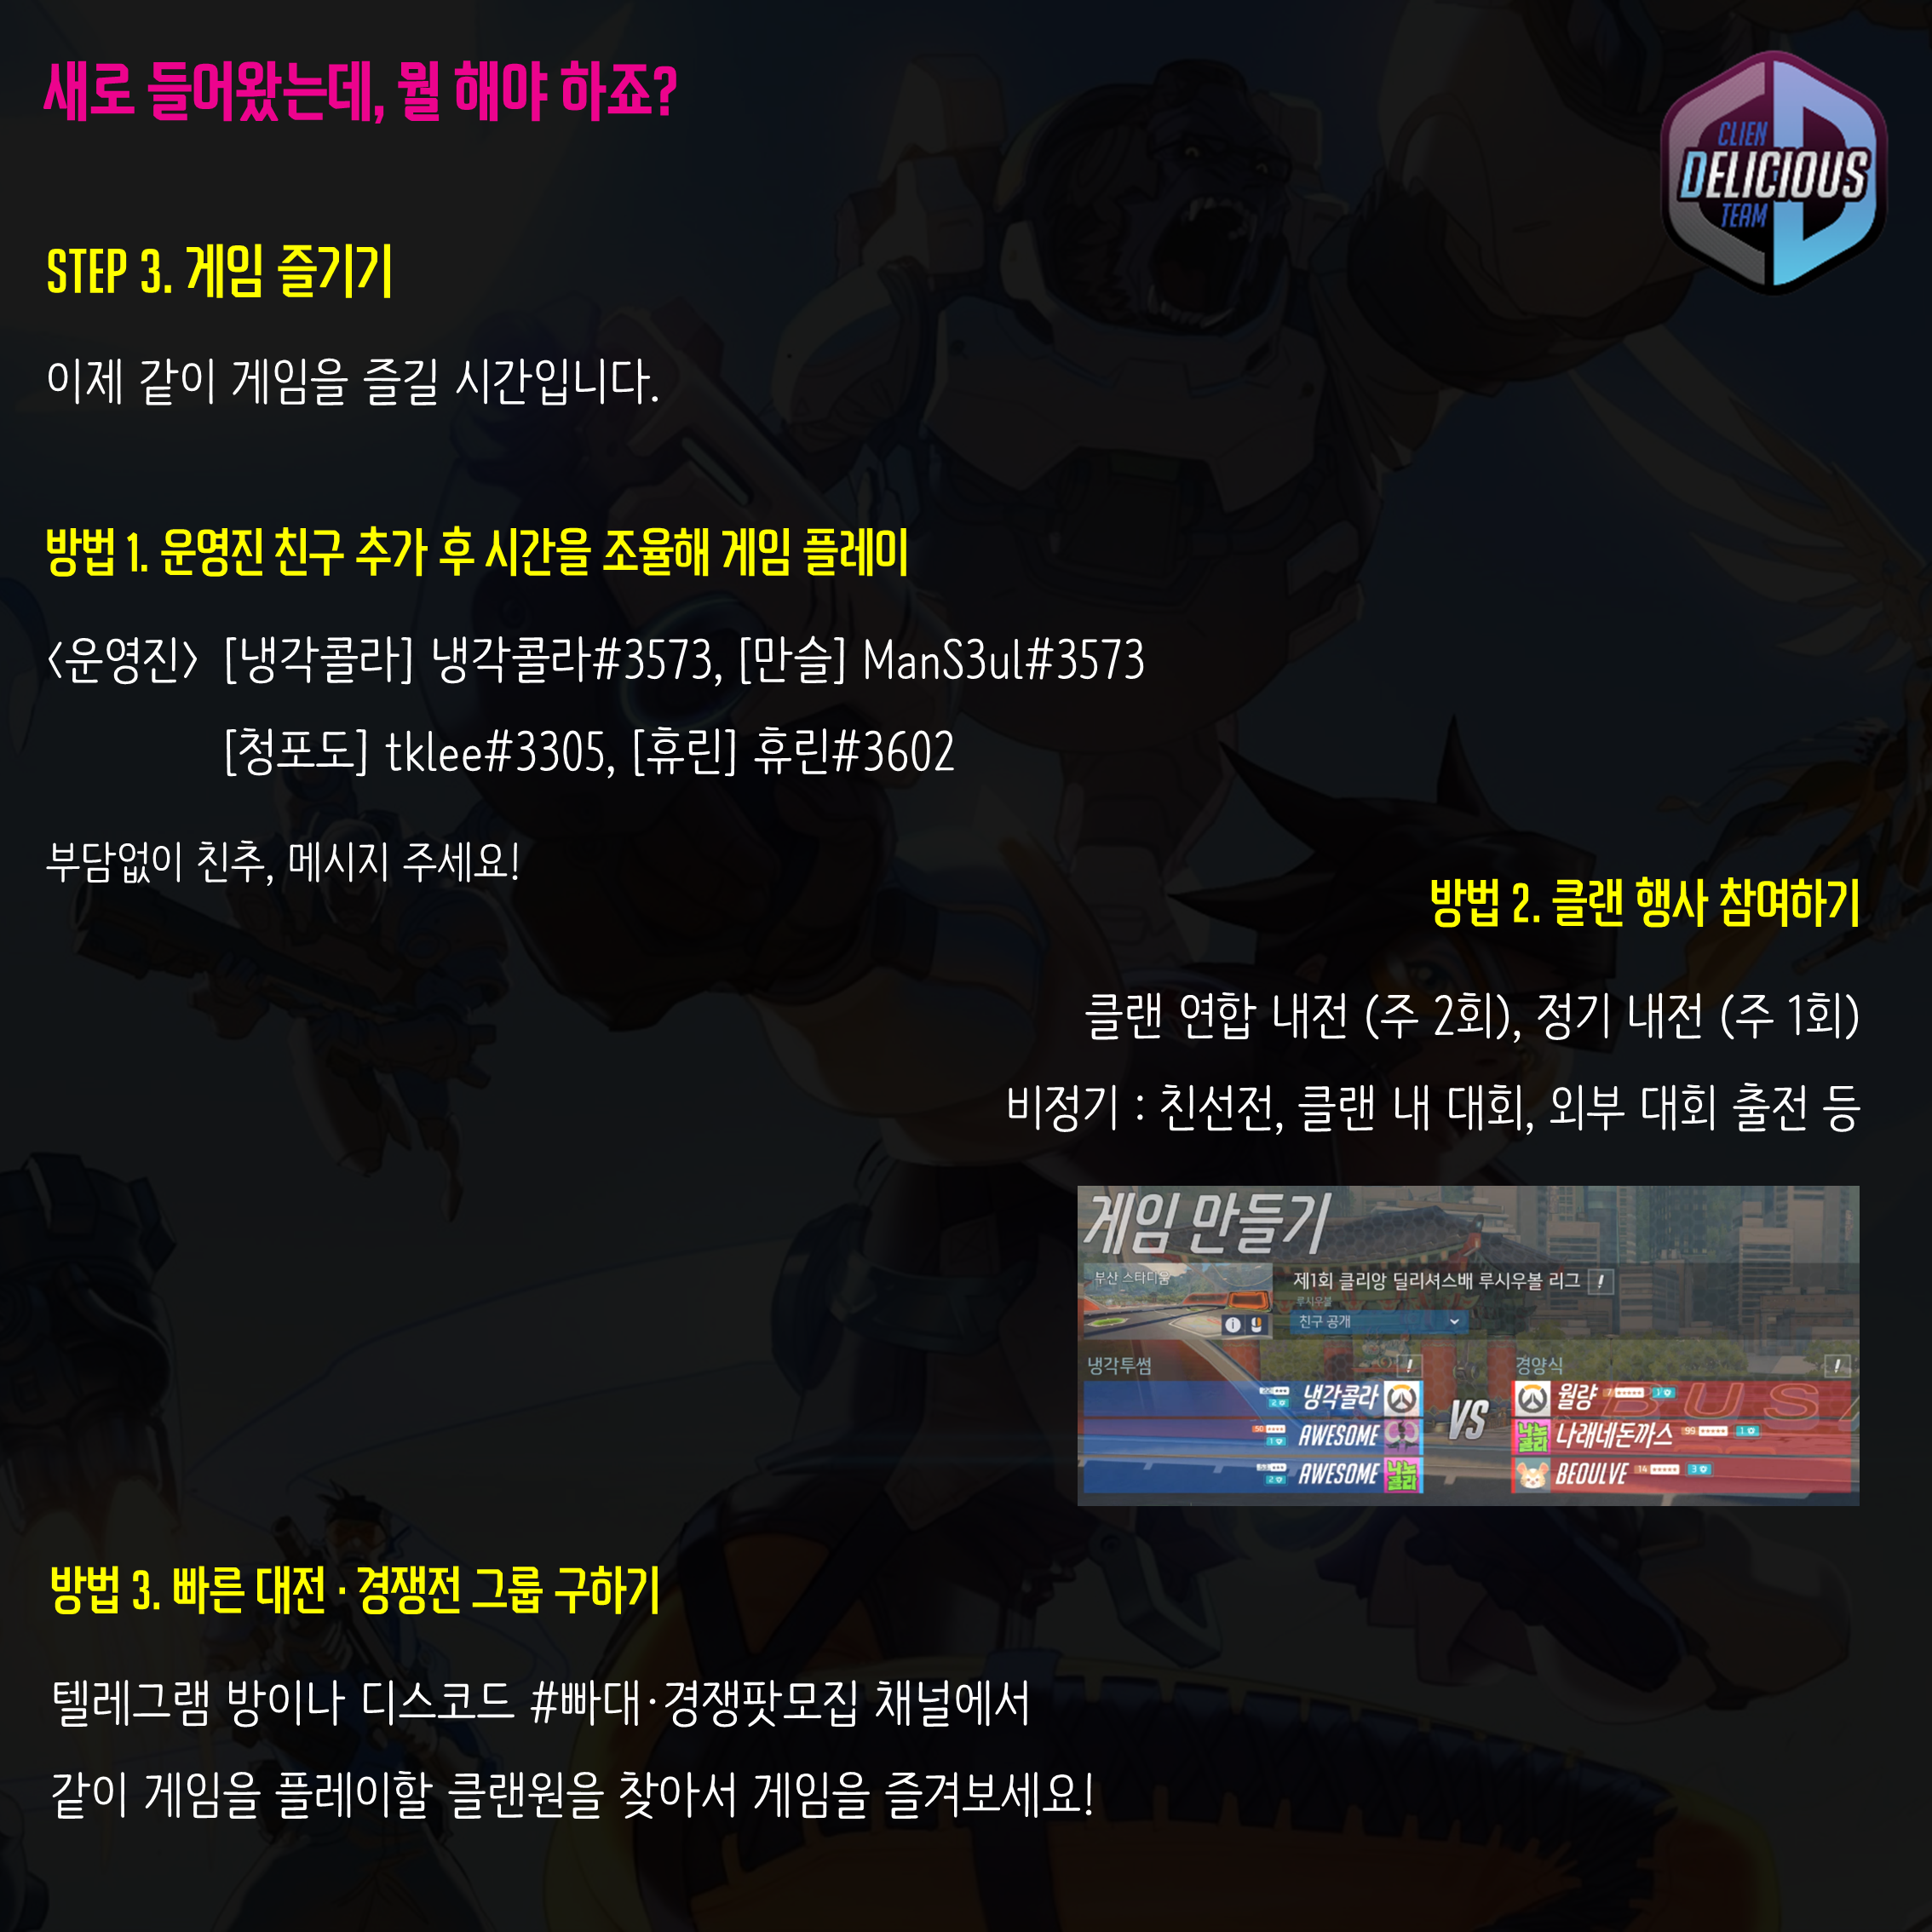 새로 들어왔는데, 뭘 해야 하죠?
CLIEN
DELICIOUS
TEAM
STEP 3. 게임 즐기기
이제 같이 게임을 즐길 시간입니다.
방법 1. 운영진 친구 추가 후 시간을 조율해 게임 플레이
<운영진> [냉각콜라] 냉각콜라#3573, [만슬] ManS3ul#3573
[청포도] tklee#3305, [휴린] 휴린#3602
부담없이 친추, 메시지 주세요!
방법 2. 클랜 행사 참여하기
클랜 연합 내전 (주 2회), 정기 내전 (주 1회)
비정기 : 친선전, 클랜 내 대회, 외부 대회 출전 등
게임 만들기
부산 스타디움
제1회 클리앙 딜리셔스배 루시우볼 리그 !
루시우볼
친구 공개
냉각투썸 !
경양식 !
냉각콜라
AWESOME
AWESOME
VS
월량
나래네돈까스
BEOULVE
BUSA
방법 3. 빠른 대전 · 경쟁전 그룹 구하기
텔레그램 방이나 디스코드 #빠대·경쟁팟모집 채널에서
같이 게임을 플레이할 클랜원을 찾아서 게임을 즐겨보세요!